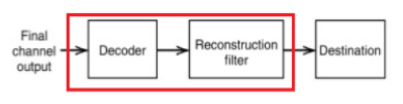 Final
channel
output
Decoder
Reconstruction
filter
Destination